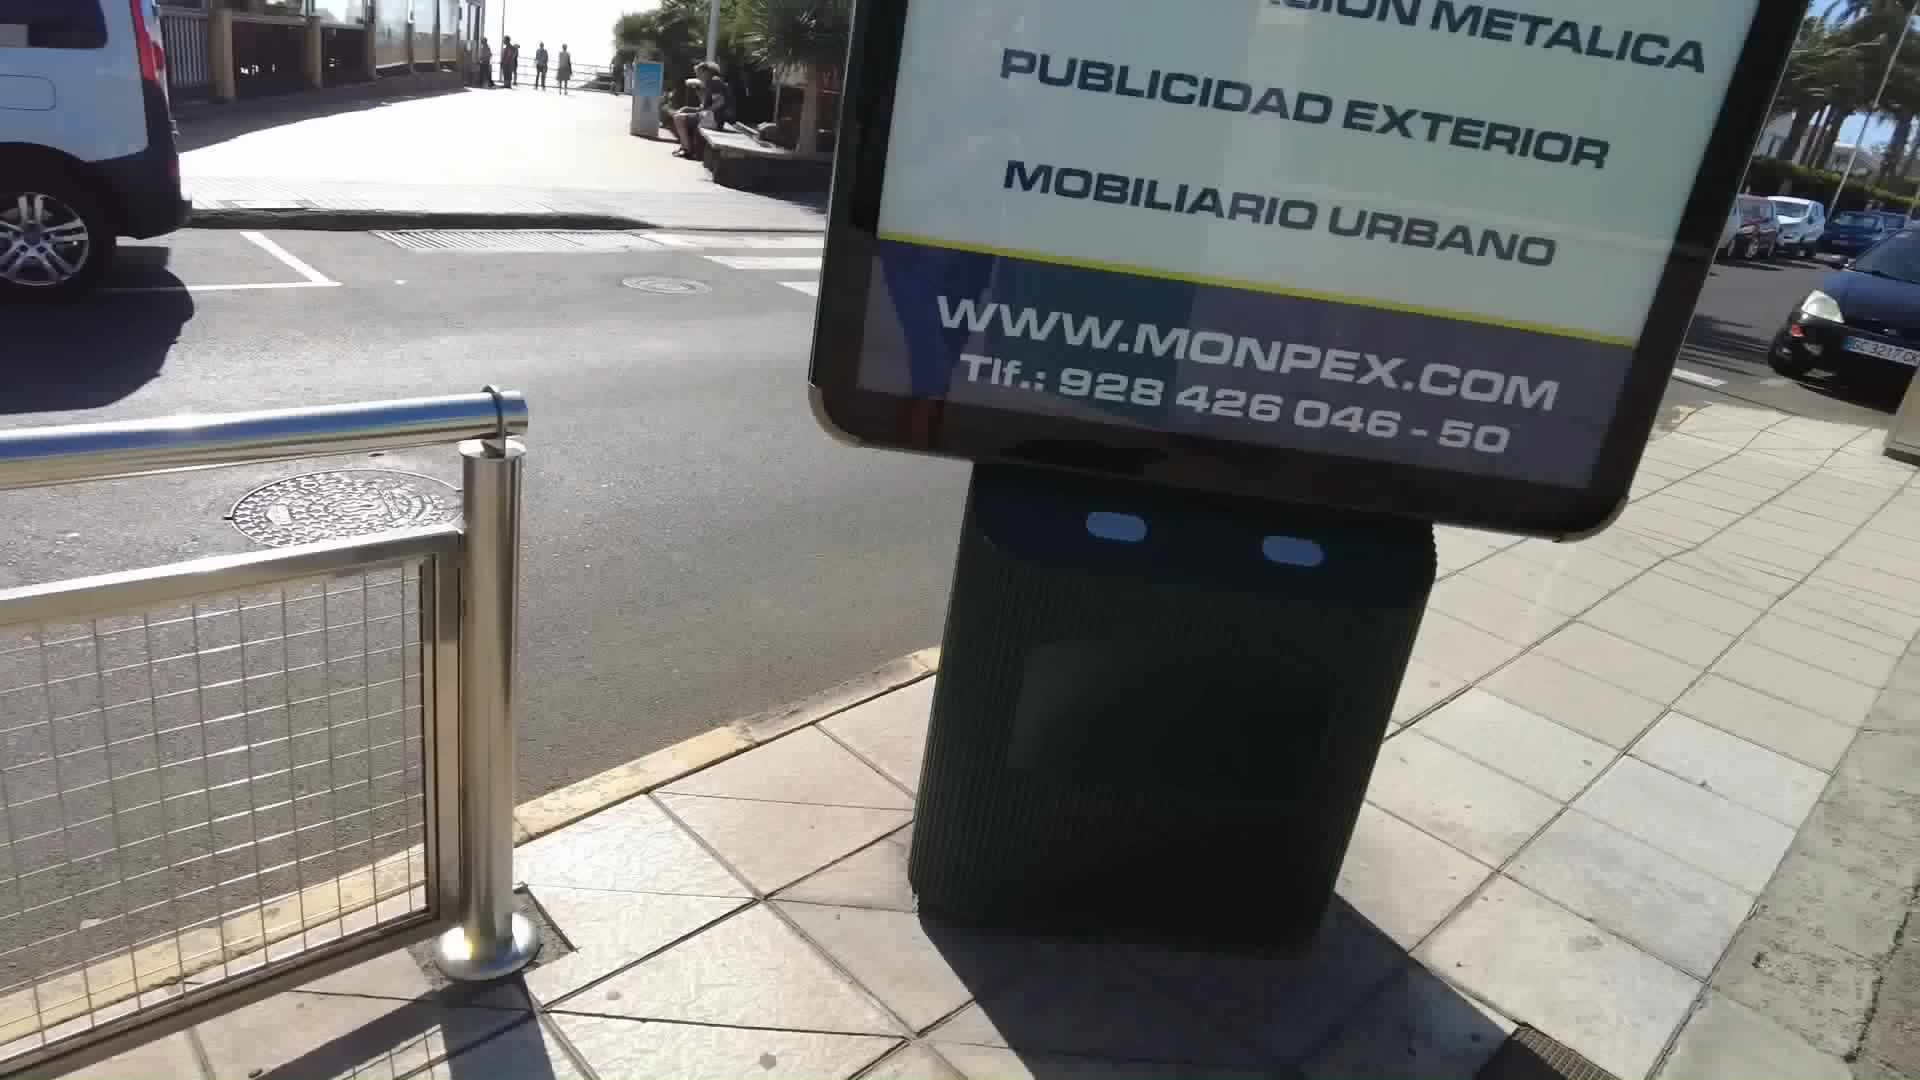 METALICA
PUBLICIDAD EXTERIOR
MOBILIARIO URBANO
WWW.MONPEX.COM
Tlf.: 928 426 046 - 50